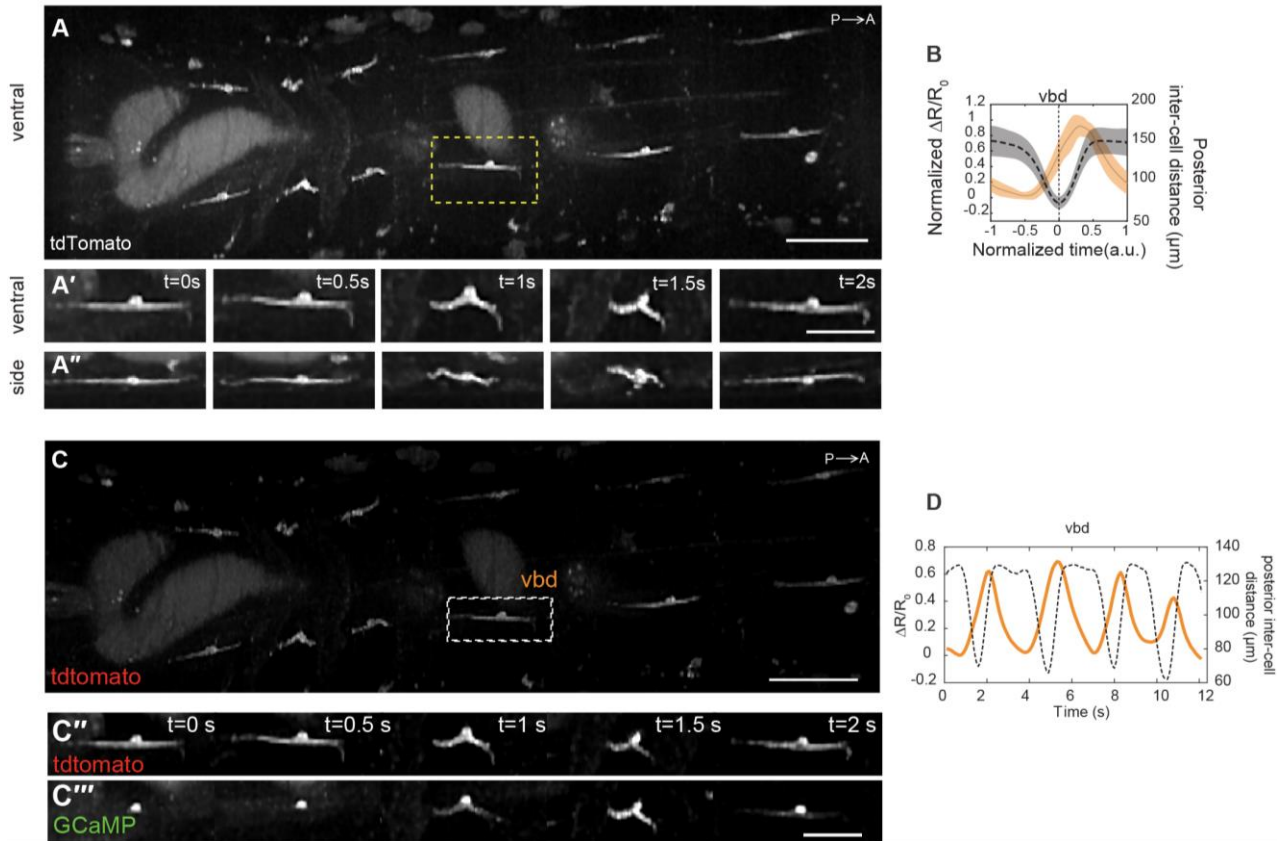 A
P→A
ventral
tdTomato
A′
t=0s
t=0.5s
t=1s
t=1.5s
t=2s
ventral
A″
side
B
vbd
Normalized ΔR/R0
1.2
1
0.8
0.6
0.4
0.2
0
-0.2
200
150
100
50
Posterior
inter-cell distance (µm)
-1
-0.5
0
0.5
1
Normalized time(a.u.)
C
P→A
vbd
tdtomato
C″
t=0 s
t=0.5 s
t=1 s
t=1.5 s
t=2 s
tdtomato
C‴
GCaMP
D
vbd
ΔR/R0
0.8
0.6
0.4
0.2
0
-0.2
140
120
100
80
60
posterior inter-cell
distance (µm)
0
2
4
6
8
10
12
Time (s)